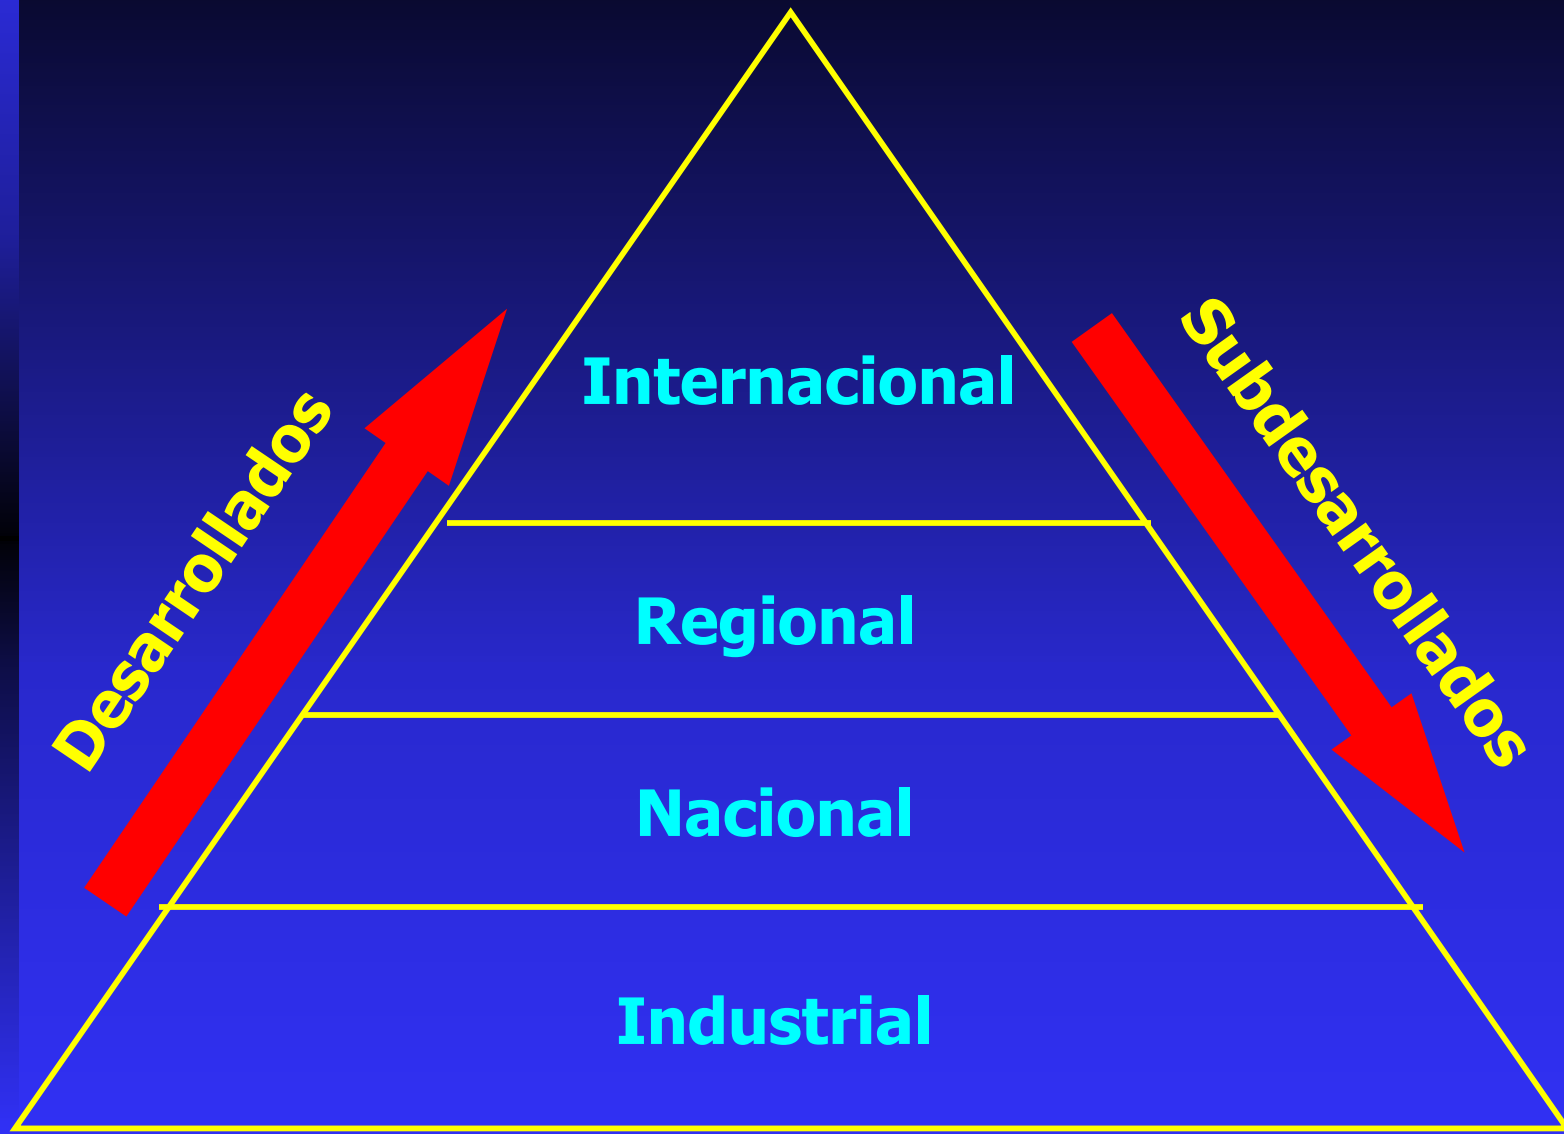 Internacional
Regional
Nacional
Industrial
Desarrollados
Subdesarrollados